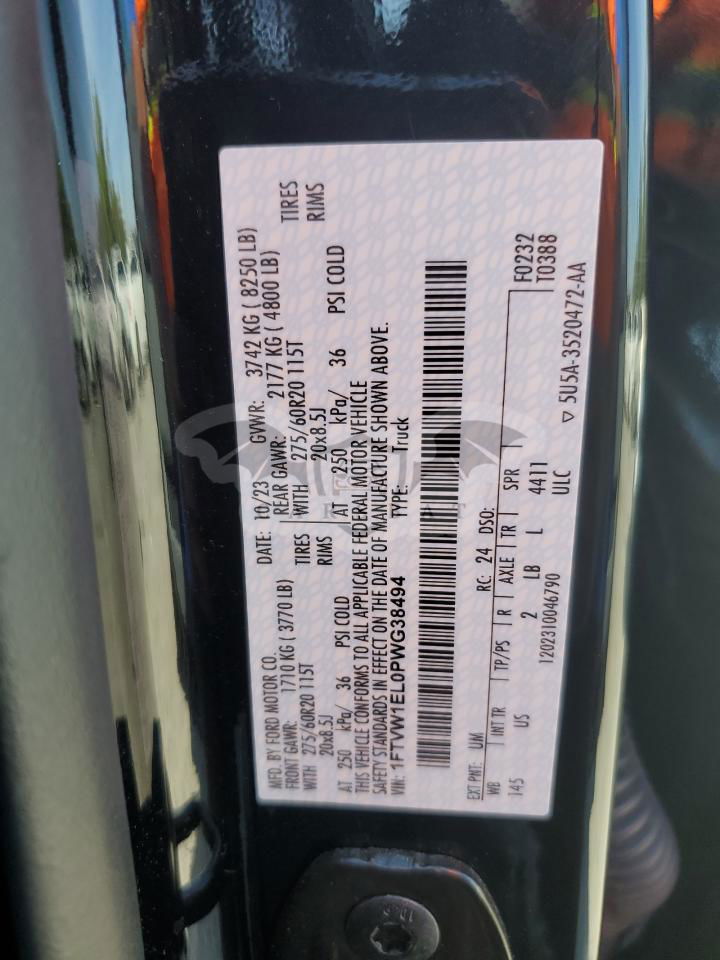 MFD. BY FORD MOTOR CO.
DATE: 10/23 GVWR: 3742 KG ( 8250 LB)
FRONT GAWR: 1710 KG ( 3770 LB) REAR GAWR: 2177 KG ( 4800 LB)
WITH 275/60R20 115T TIRES WITH 275/60R20 115T TIRES
20x8.5J RIMS 20x8.5J RIMS
AT 250 kPa/ 36 PSI COLD AT 250 kPa/ 36 PSI COLD
THIS VEHICLE CONFORMS TO ALL APPLICABLE FEDERAL MOTOR VEHICLE
SAFETY STANDARDS IN EFFECT ON THE DATE OF MANUFACTURE SHOWN ABOVE.
VIN: 1FTVW1EL0PWG38494 TYPE: Truck
EXT PNT: UM RC: 24 DSO: F0232
WB INT TR TP/PS R AXLE TR SPR T0388
145 US 2 LB L 4411
1202310046790 ULC
▽ 5U5A-3520472-AA